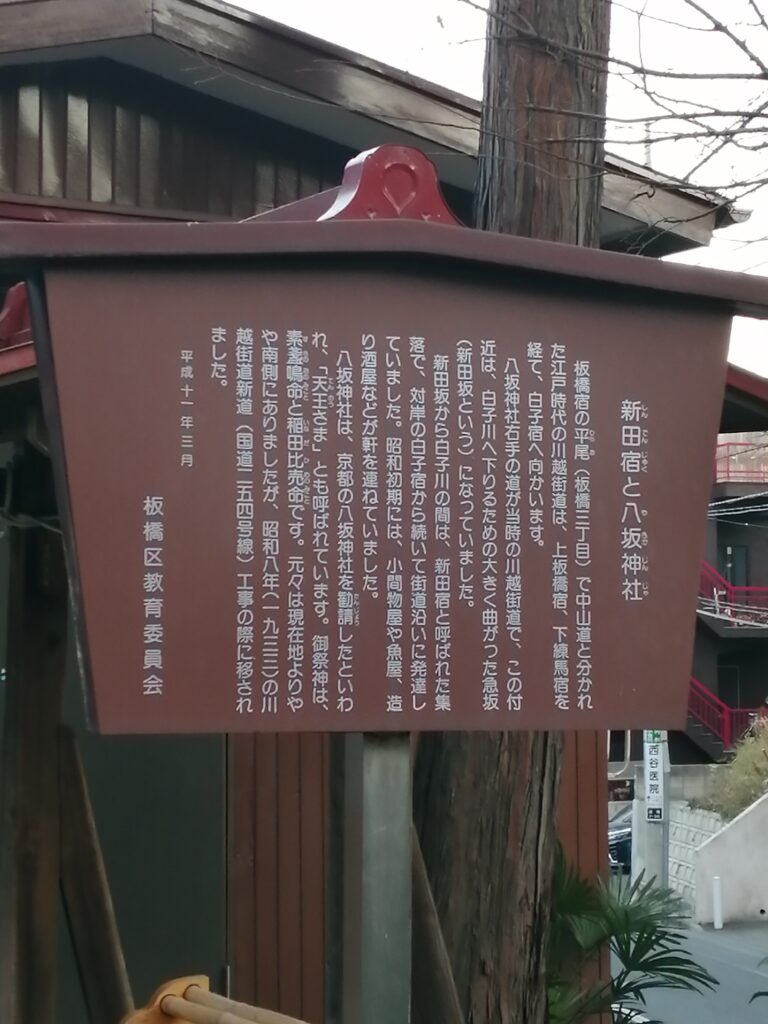 新田宿と八坂神社
板橋宿の平尾（板橋三丁目）で中山道と分かれ
た江戸時代の川越街道は、上板橋宿、下練馬宿を
経て、白子宿へ向かいます。
八坂神社右手の道が当時の川越街道で、この付
近は、白子川へ下りるための大きく曲がった急坂
（新田坂という）になっていました。
新田坂から白子川の間は、新田宿と呼ばれた集
落で、対岸の白子宿から続いて街道沿いに発達し
ていました。昭和初期には、小間物屋や魚屋、造
り酒屋などが軒を連ねていました。
八坂神社は、京都の八坂神社を勧請したといわ
れ、「天王さま」とも呼ばれています。御祭神は、
素盞嗚命と稲田比売命です。元々は現在地よりや
や南側にありましたが、昭和八年（一九三三）の川
越街道新道（国道二五四号線）工事の際に移され
ました。
平成十一年三月
板橋区教育委員会
西谷医院